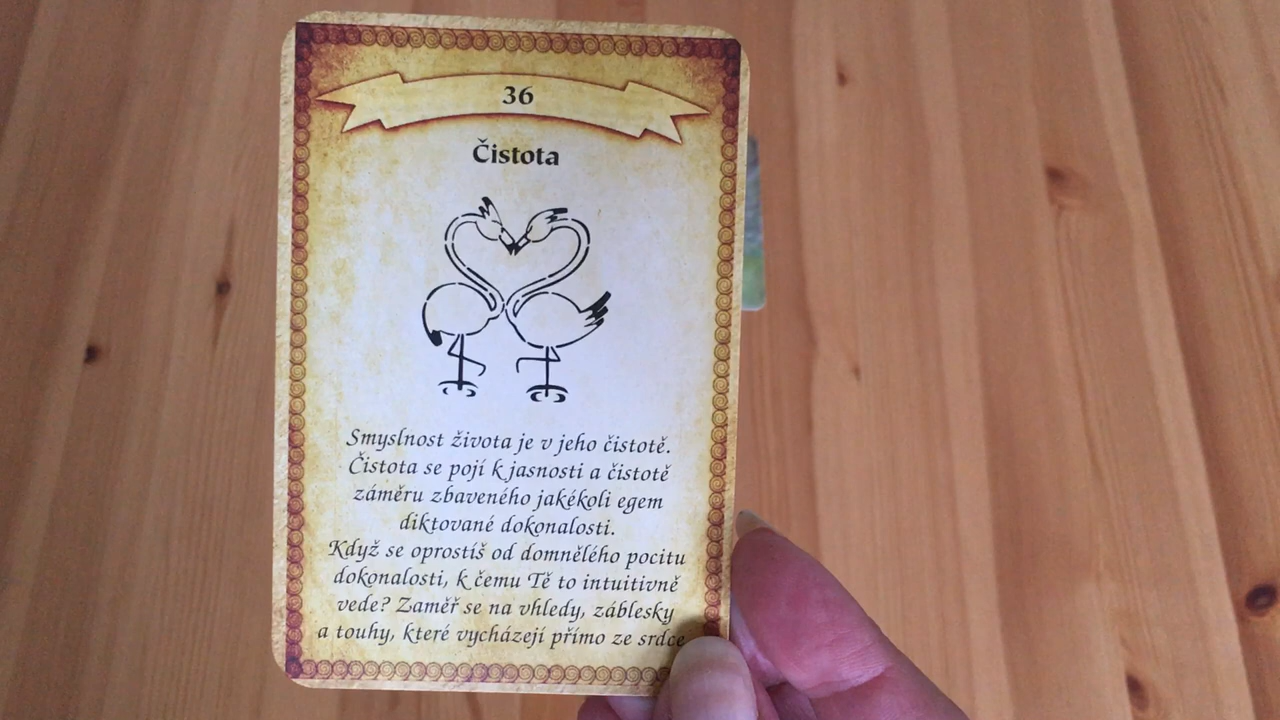 36
Čistota
Smyslnost života je v jeho čistotě.
Čistota se pojí k jasnosti a čistotě
záměru zbaveného jakékoli egem
diktované dokonalosti.
Když se oprostíš od domnělého pocitu
dokonalosti, k čemu Tě to intuitivně
vede? Zaměř se na vhledy, záblesky
a touhy, které vycházejí přímo ze srdce